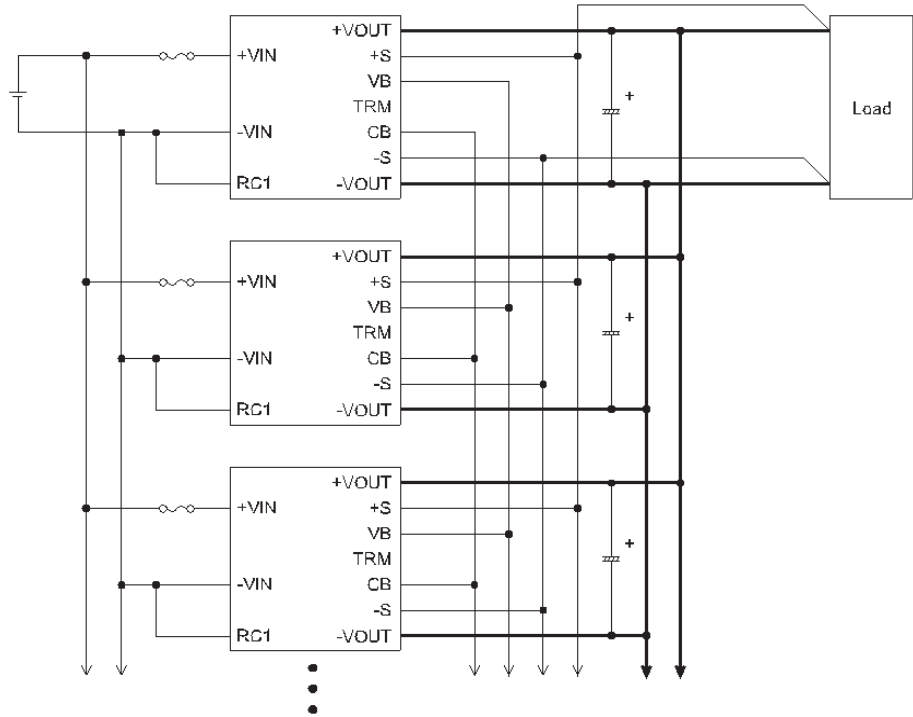 +VOUT
+VIN
+S
VB
TRM
-VIN
CB
-S
RC1
-VOUT
+
Load
+VOUT
+VIN
+S
VB
TRM
-VIN
CB
-S
RC1
-VOUT
+
+VOUT
+VIN
+S
VB
TRM
-VIN
CB
-S
RC1
-VOUT
+